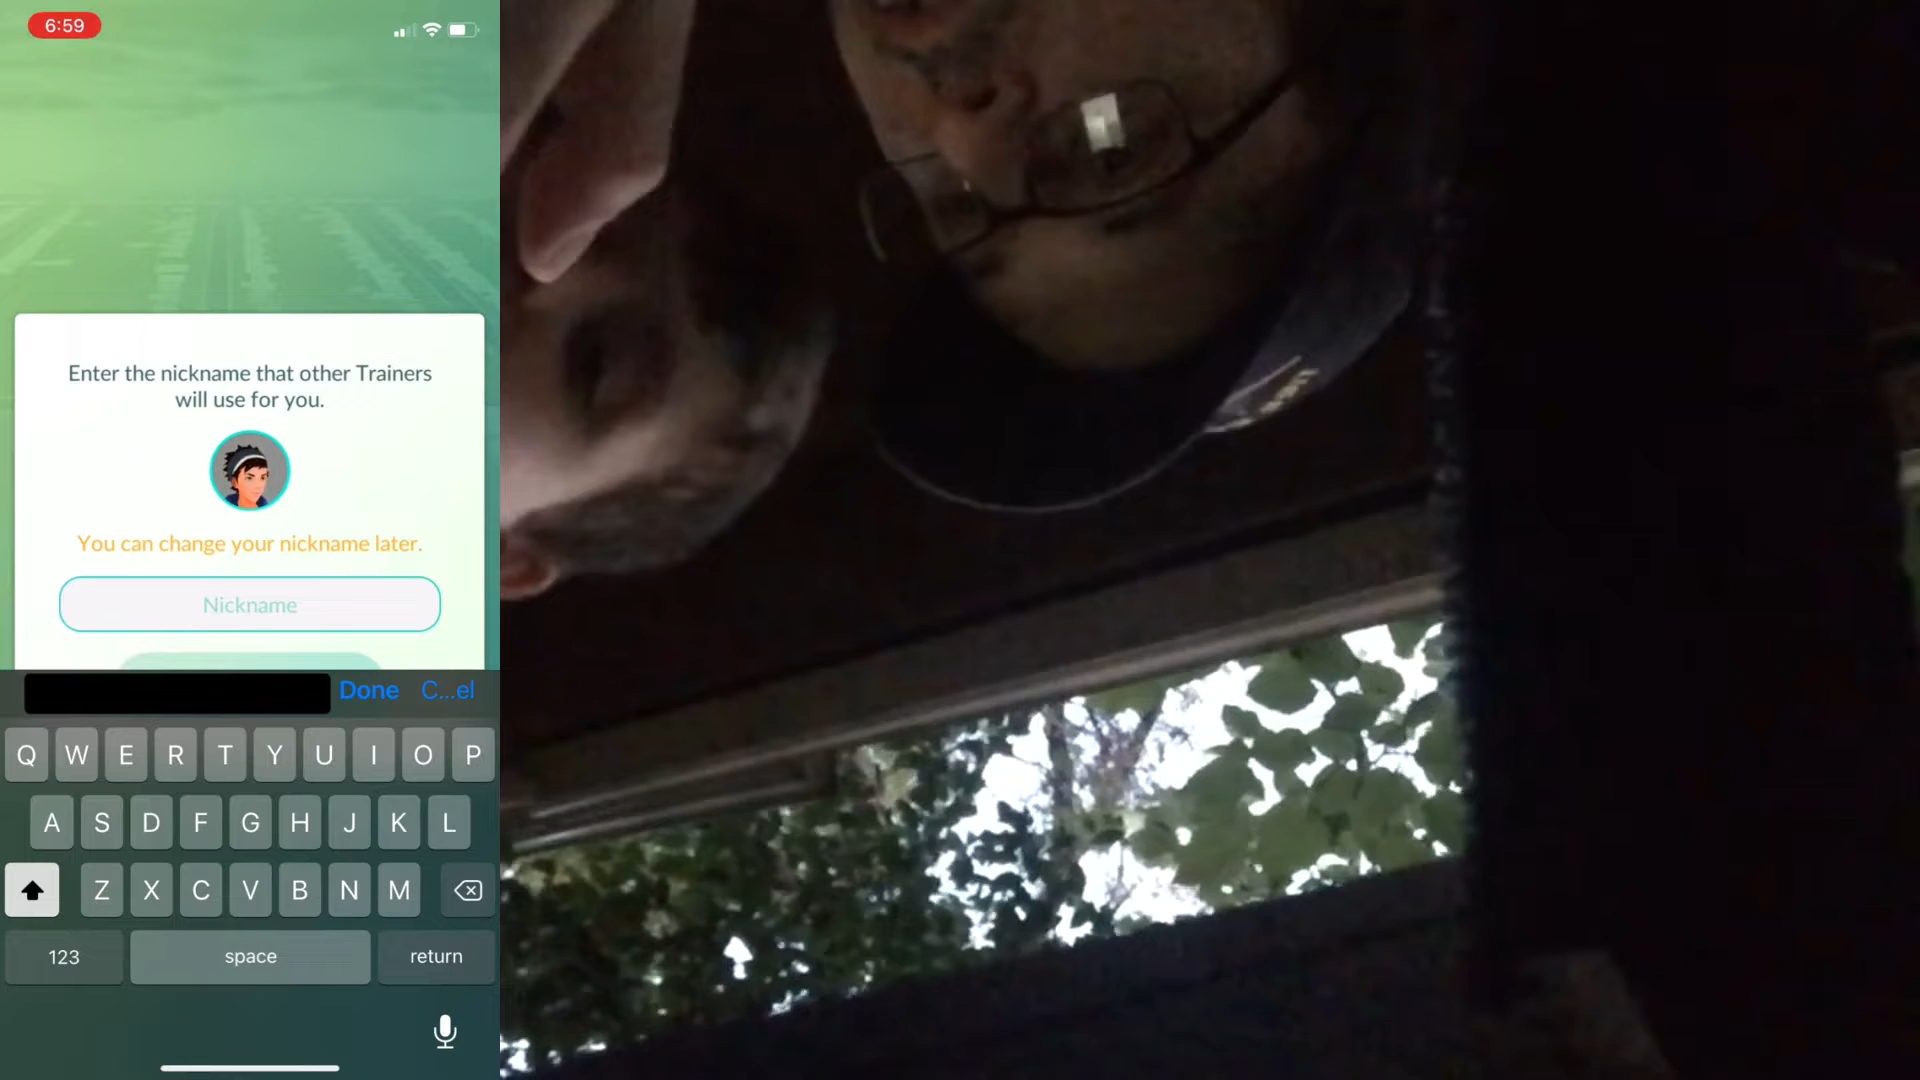 6:59
Enter the nickname that other Trainers
will use for you.
You can change your nickname later.
Nickname
Done C...el
Q W E R T Y U I O P
A S D F G H J K L
Z X C V B N M
123 space return